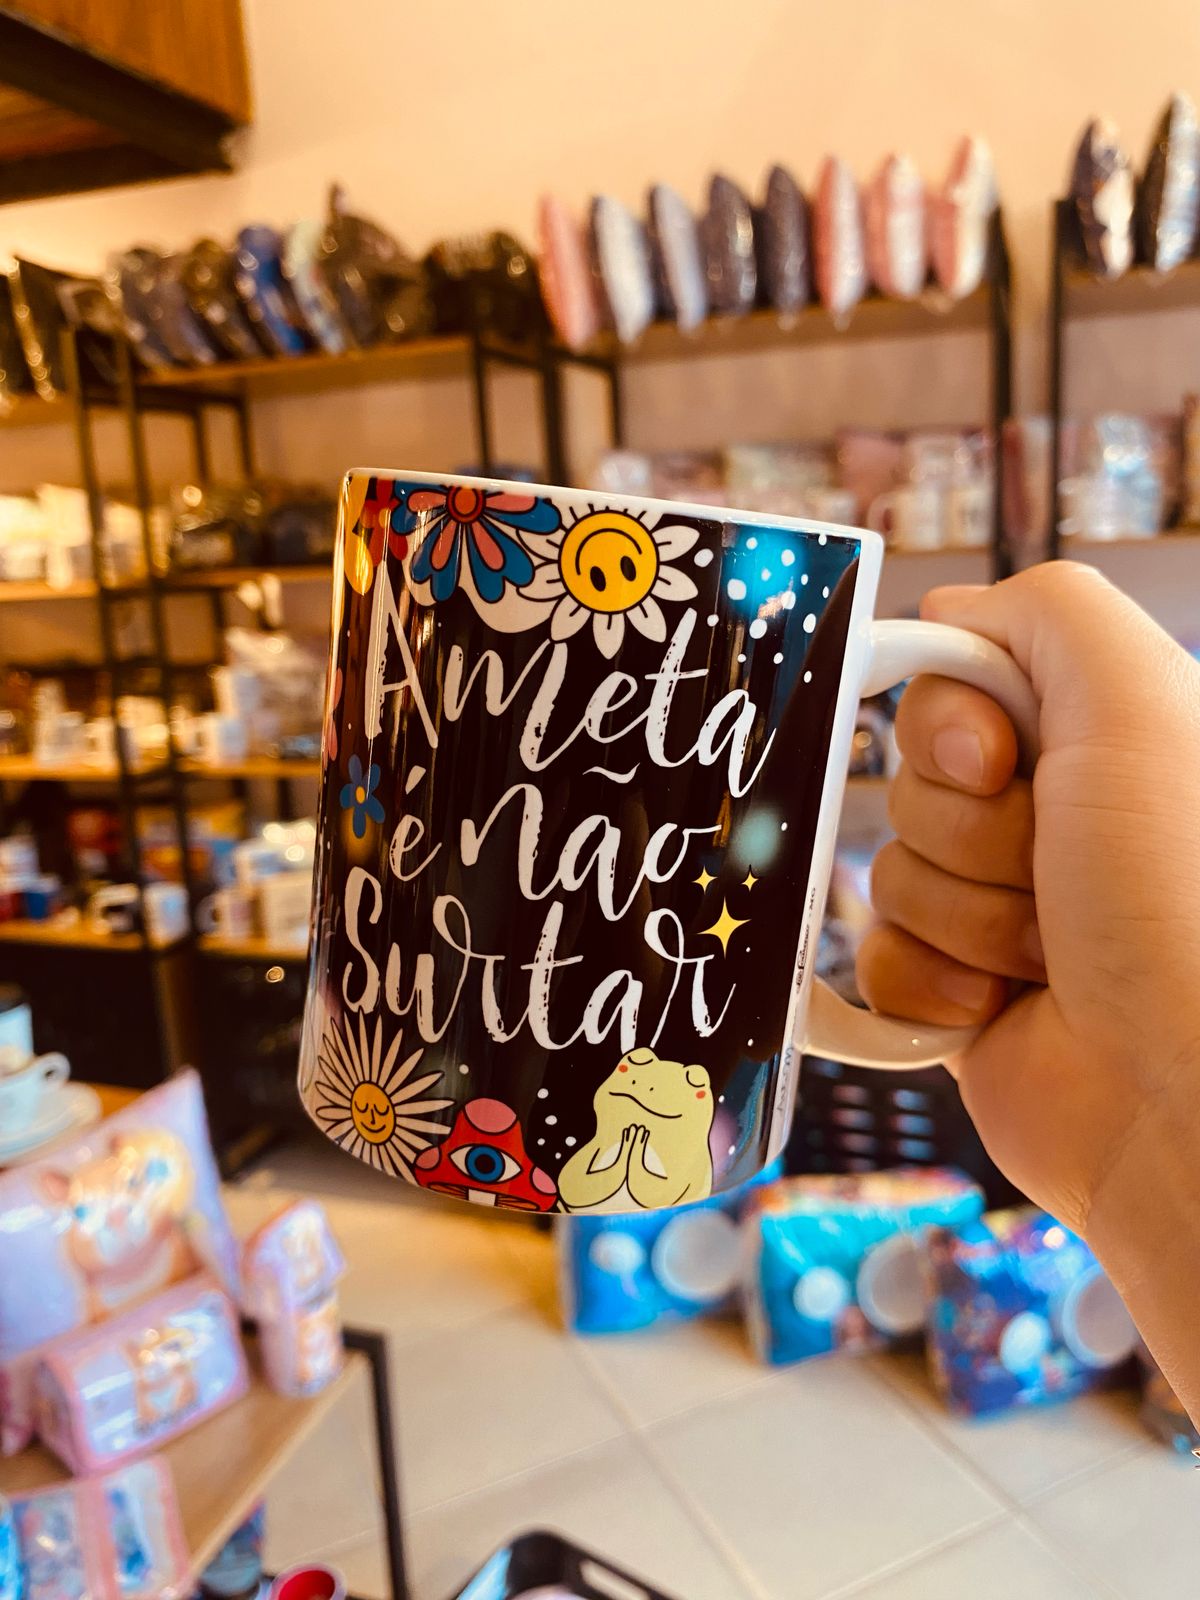 A meta
é não
Surtar